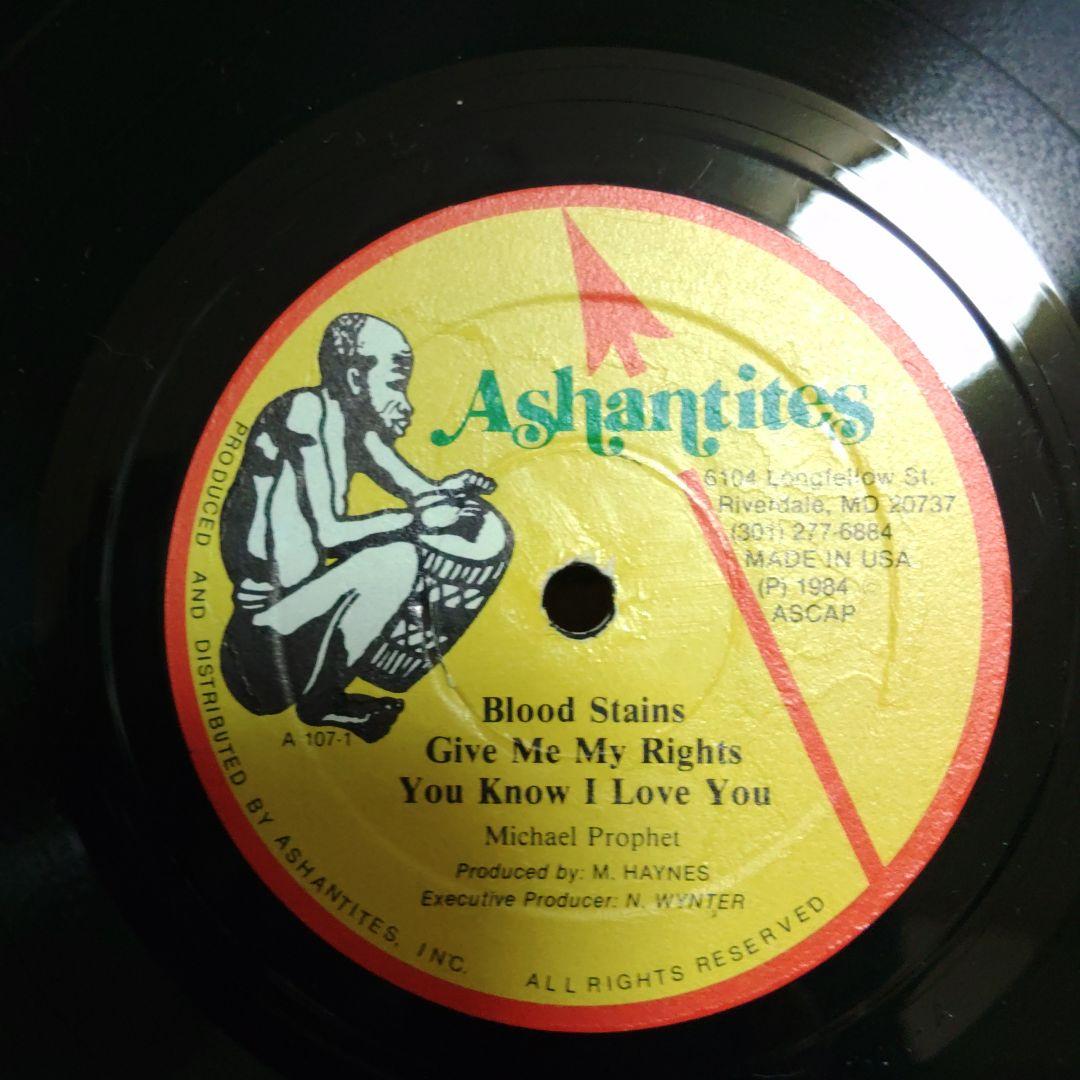 Ashantites
6104 Longfellow St.
Riverdale, MD 20737
(301) 277-6884
MADE IN USA
(P) 1984
ASCAP
A 107-1
Blood Stains
Give Me My Rights
You Know I Love You
Michael Prophet
Produced by: M. HAYNES
Executive Producer: N. WYNTER
PRODUCED AND DISTRIBUTED BY ASHANTITES, INC. ALL RIGHTS RESERVED